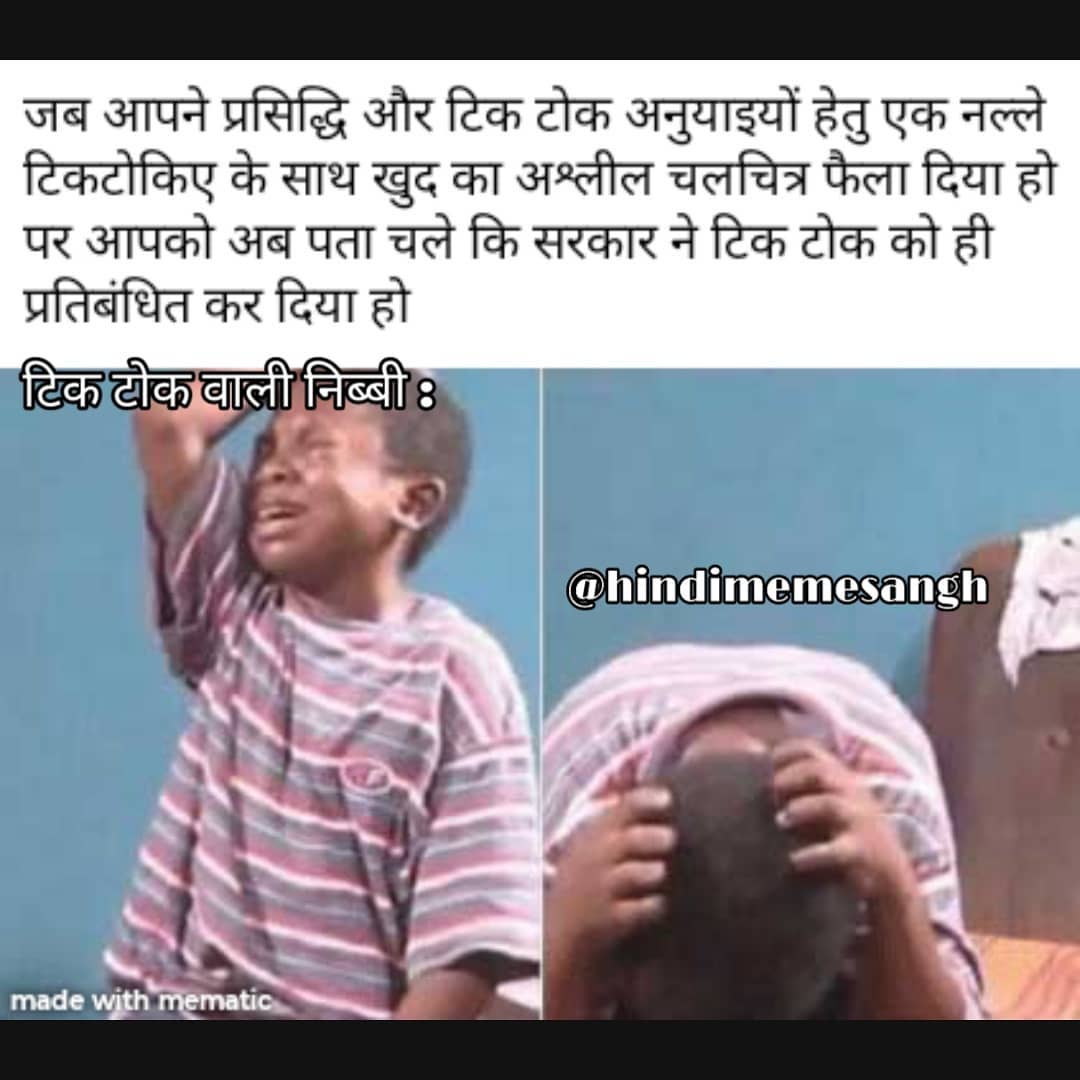 जब आपने प्रसिद्धि और टिक टोक अनुयाइयों हेतु एक नल्ले
टिकटोकिए के साथ खुद का अश्लील चलचित्र फैला दिया हो
पर आपको अब पता चले कि सरकार ने टिक टोक को ही
प्रतिबंधित कर दिया हो
टिक टोक वाली निब्बी :
@hindimemesangh
made with mematic